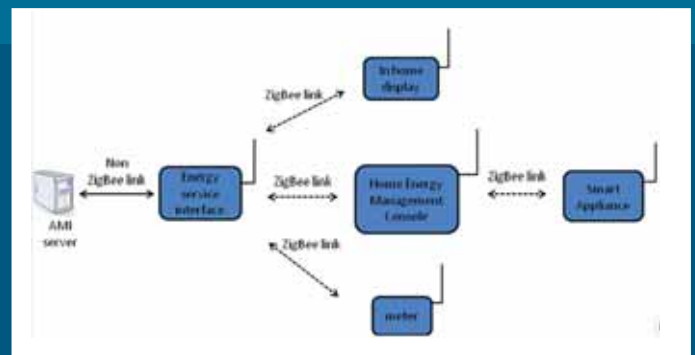 In home
display
ZigBee link
Non
ZigBee link
Energy
service
interface
ZigBee link
Home Energy
Management
Console
ZigBee link
Smart
Appliance
AMI
server
ZigBee link
meter